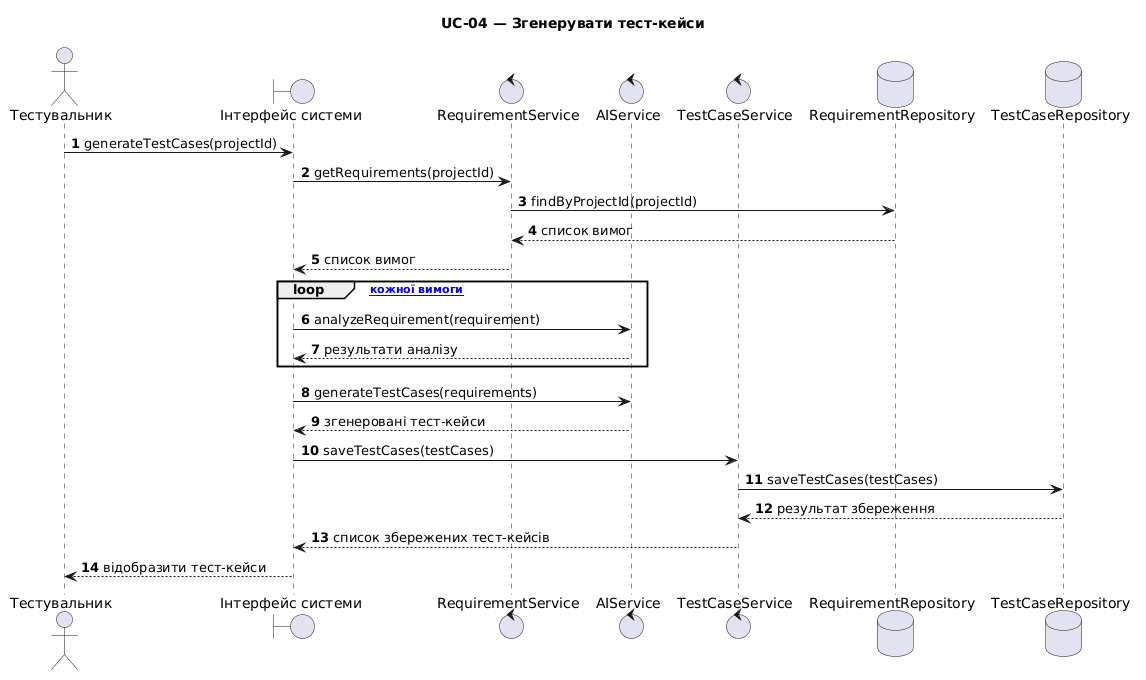 UC-04 — Згенерувати тест-кейси
Тестувальник
Інтерфейс системи
RequirementService
AIService
TestCaseService
RequirementRepository
TestCaseRepository
1 generateTestCases(projectId)
2 getRequirements(projectId)
3 findByProjectId(projectId)
4 список вимог
5 список вимог
loop
кожної вимоги
6 analyzeRequirement(requirement)
7 результати аналізу
8 generateTestCases(requirements)
9 згенеровані тест-кейси
10 saveTestCases(testCases)
11 saveTestCases(testCases)
12 результат збереження
13 список збережених тест-кейсів
14 відобразити тест-кейси
Тестувальник
Інтерфейс системи
RequirementService
AIService
TestCaseService
RequirementRepository
TestCaseRepository